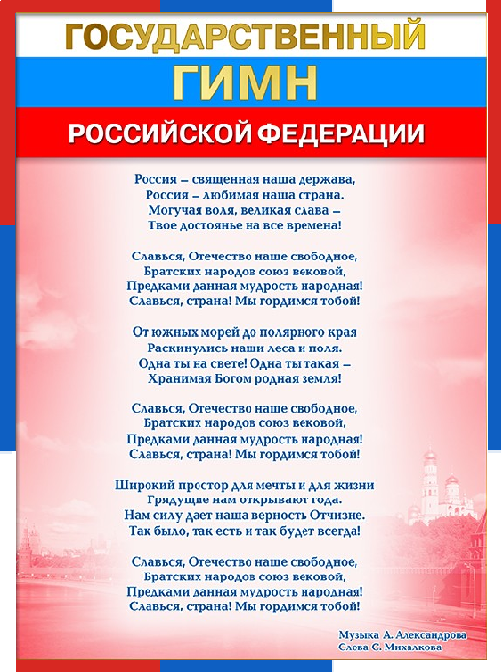 ГОСУДАРСТВЕННЫЙ
ГИМН
РОССИЙСКОЙ ФЕДЕРАЦИИ
Россия – священная наша держава,
Россия – любимая наша страна.
Могучая воля, великая слава –
Твое достоянье на все времена!
Славься, Отечество наше свободное,
Братских народов союз вековой,
Предками данная мудрость народная!
Славься, страна! Мы гордимся тобой!
От южных морей до полярного края
Раскинулись наши леса и поля.
Одна ты на свете! Одна ты такая –
Хранимая Богом родная земля!
Славься, Отечество наше свободное,
Братских народов союз вековой,
Предками данная мудрость народная!
Славься, страна! Мы гордимся тобой!
Широкий простор для мечты и для жизни
Грядущие нам открывают года.
Нам силу дает наша верность Отчизне.
Так было, так есть и так будет всегда!
Славься, Отечество наше свободное,
Братских народов союз вековой,
Предками данная мудрость народная!
Славься, страна! Мы гордимся тобой!
Музыка А. Александрова
Слова С. Михалкова